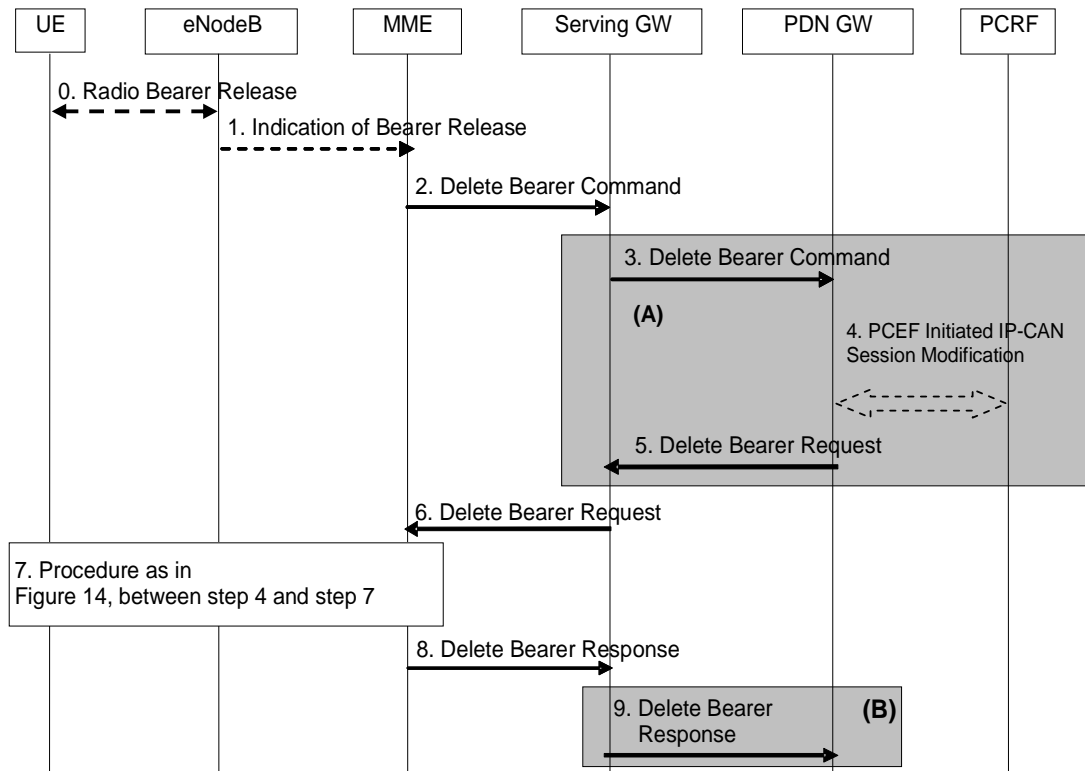 UE
eNodeB
MME
Serving GW
PDN GW
PCRF
0. Radio Bearer Release
1. Indication of Bearer Release
2. Delete Bearer Command
3. Delete Bearer Command
(A)
4. PCEF Initiated IP-CAN
Session Modification
5. Delete Bearer Request
6. Delete Bearer Request
7. Procedure as in
Figure 14, between step 4 and step 7
8. Delete Bearer Response
9. Delete Bearer
Response
(B)